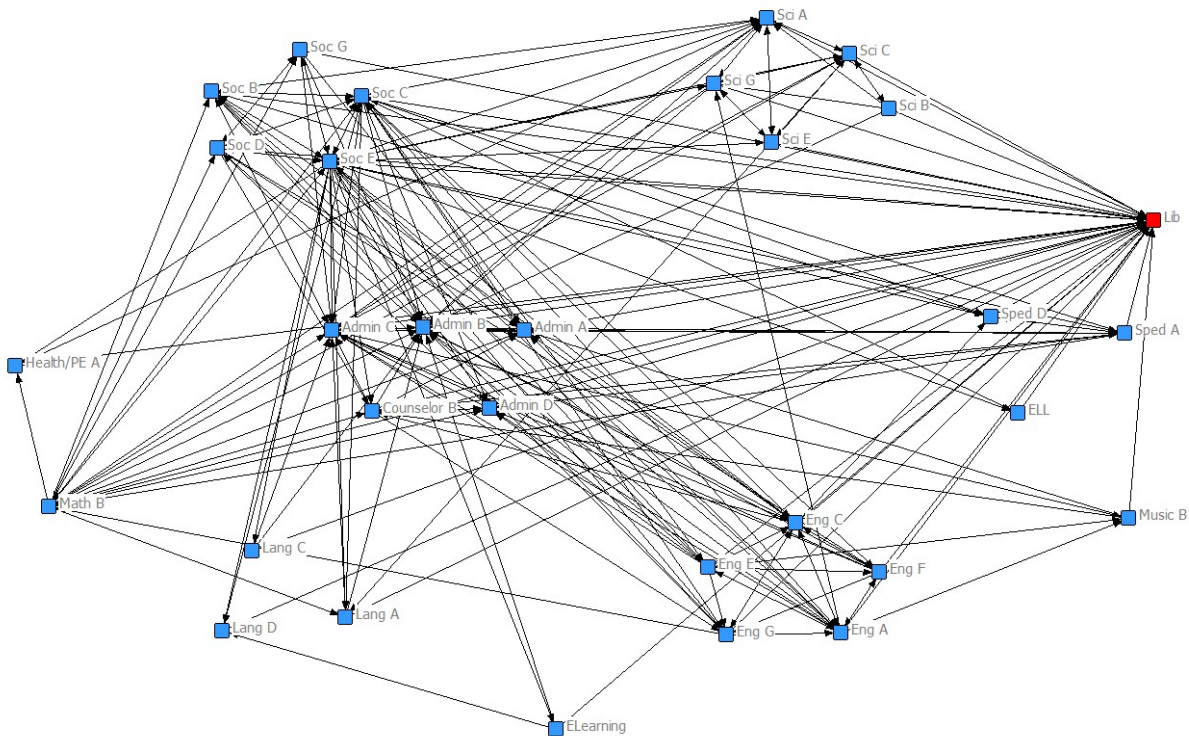 Sci A
Soc G
Sci C
Sci G
Soc B
Soc C
Sci B
Sci E
Soc D
Soc E
Lib
Sped D
Admin C
Admin B
Admin A
Sped A
Health/PE A
Counselor B
Admin D
ELL
Math B
Music B
Eng C
Lang C
Eng E
Eng F
Lang A
Lang D
Eng G
Eng A
ELearning